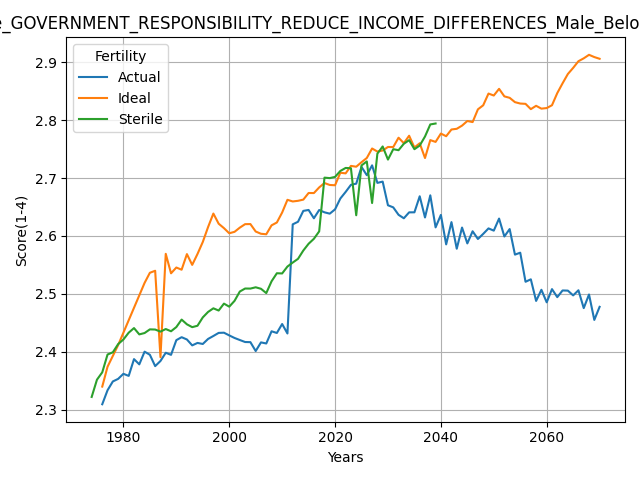 e_GOVERNMENT_RESPONSIBILITY_REDUCE_INCOME_DIFFERENCES_Male_Belo
Fertility
Actual
Ideal
Sterile
Score(1-4)
2.9
2.8
2.7
2.6
2.5
2.4
2.3
1980 2000 2020 2040 2060
Years